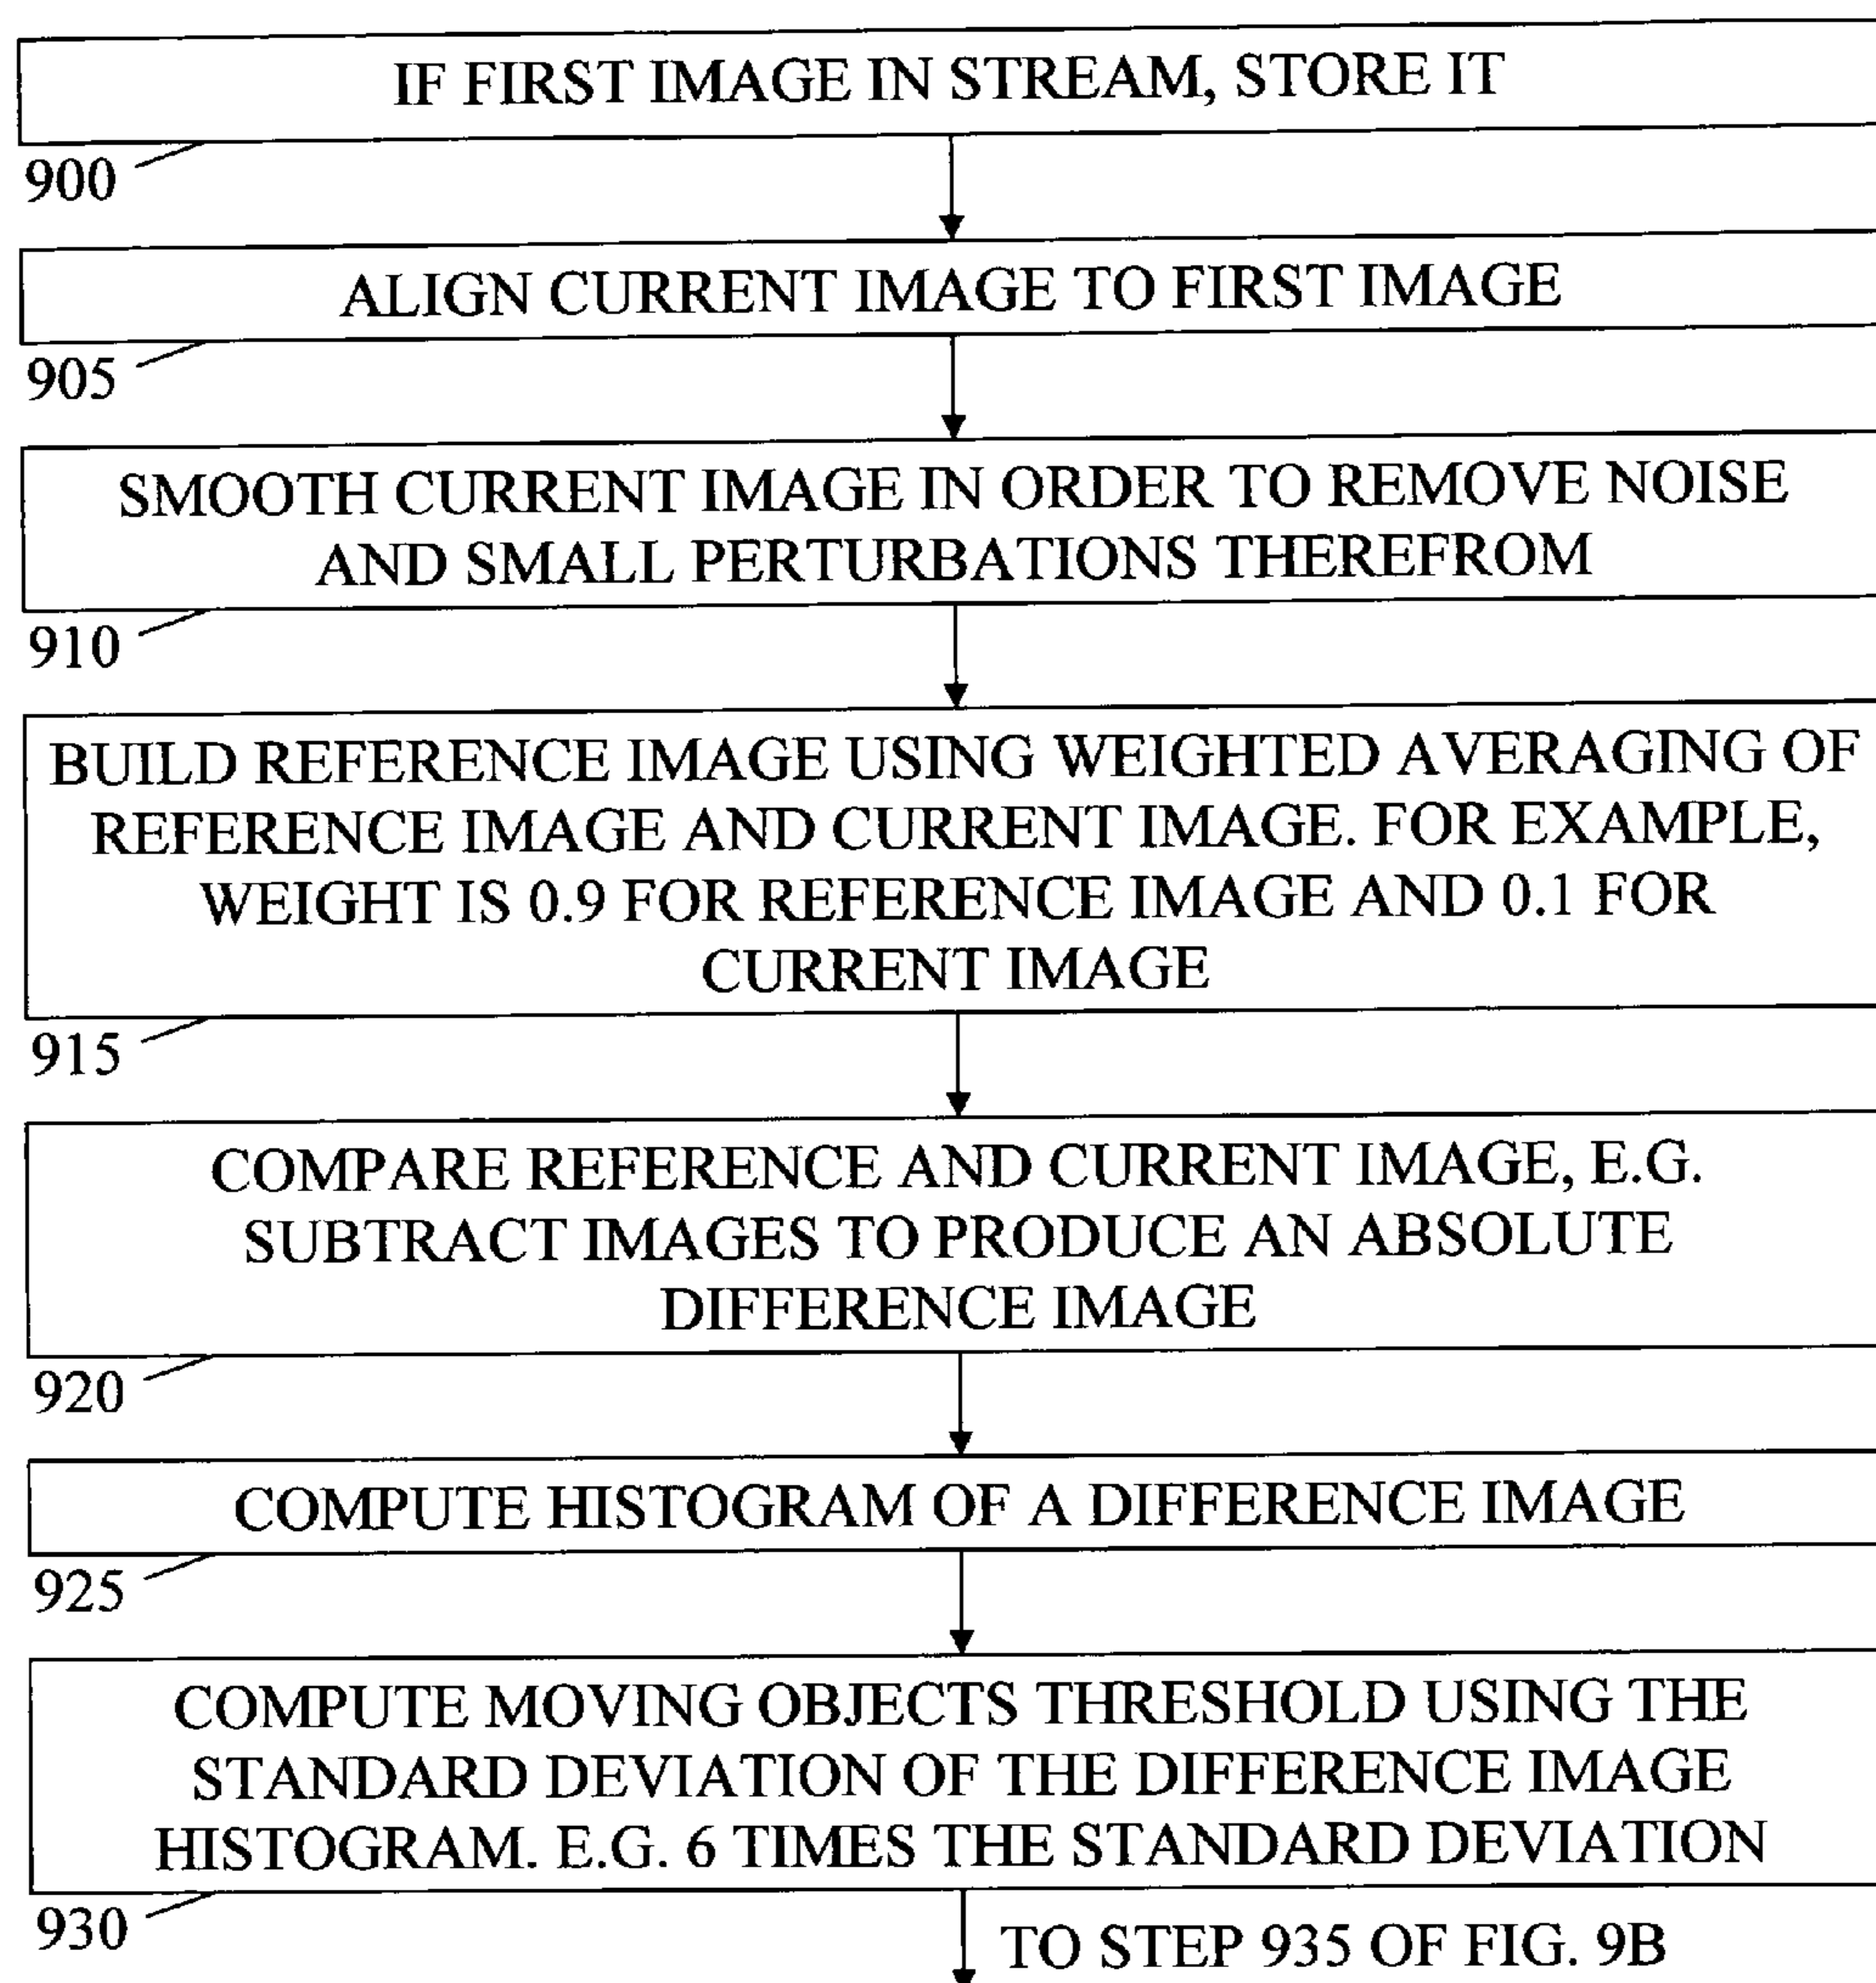 IF FIRST IMAGE IN STREAM, STORE IT
900
ALIGN CURRENT IMAGE TO FIRST IMAGE
905
SMOOTH CURRENT IMAGE IN ORDER TO REMOVE NOISE
AND SMALL PERTURBATIONS THEREFROM
910
BUILD REFERENCE IMAGE USING WEIGHTED AVERAGING OF
REFERENCE IMAGE AND CURRENT IMAGE. FOR EXAMPLE,
WEIGHT IS 0.9 FOR REFERENCE IMAGE AND 0.1 FOR
CURRENT IMAGE
915
COMPARE REFERENCE AND CURRENT IMAGE, E.G.
SUBTRACT IMAGES TO PRODUCE AN ABSOLUTE
DIFFERENCE IMAGE
920
COMPUTE HISTOGRAM OF A DIFFERENCE IMAGE
925
COMPUTE MOVING OBJECTS THRESHOLD USING THE
STANDARD DEVIATION OF THE DIFFERENCE IMAGE
HISTOGRAM. E.G. 6 TIMES THE STANDARD DEVIATION
930
TO STEP 935 OF FIG. 9B